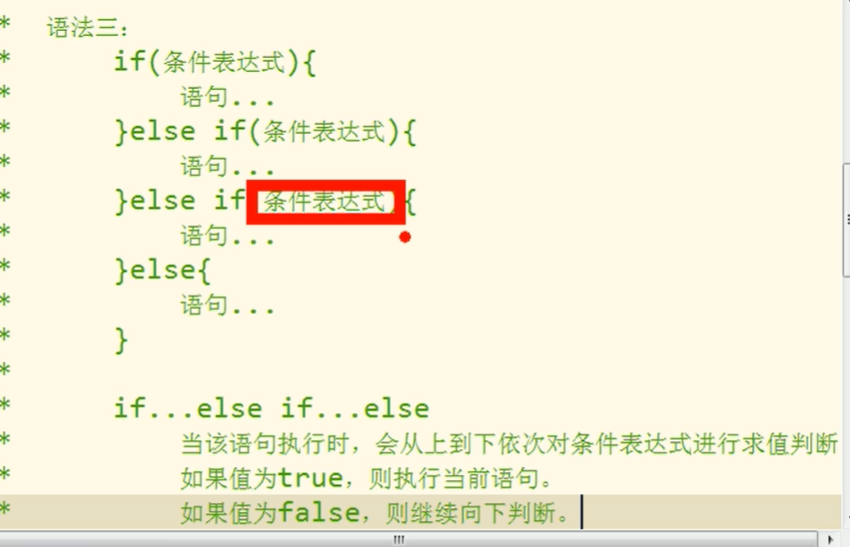 * 语法三：
* if(条件表达式){
* 语句...
* }else if(条件表达式){
* 语句...
* }else if(条件表达式){
* 语句...
* }else{
* 语句...
* }
*
* if...else if...else
* 当该语句执行时，会从上到下依次对条件表达式进行求值判断
* 如果值为true，则执行当前语句。
* 如果值为false，则继续向下判断。